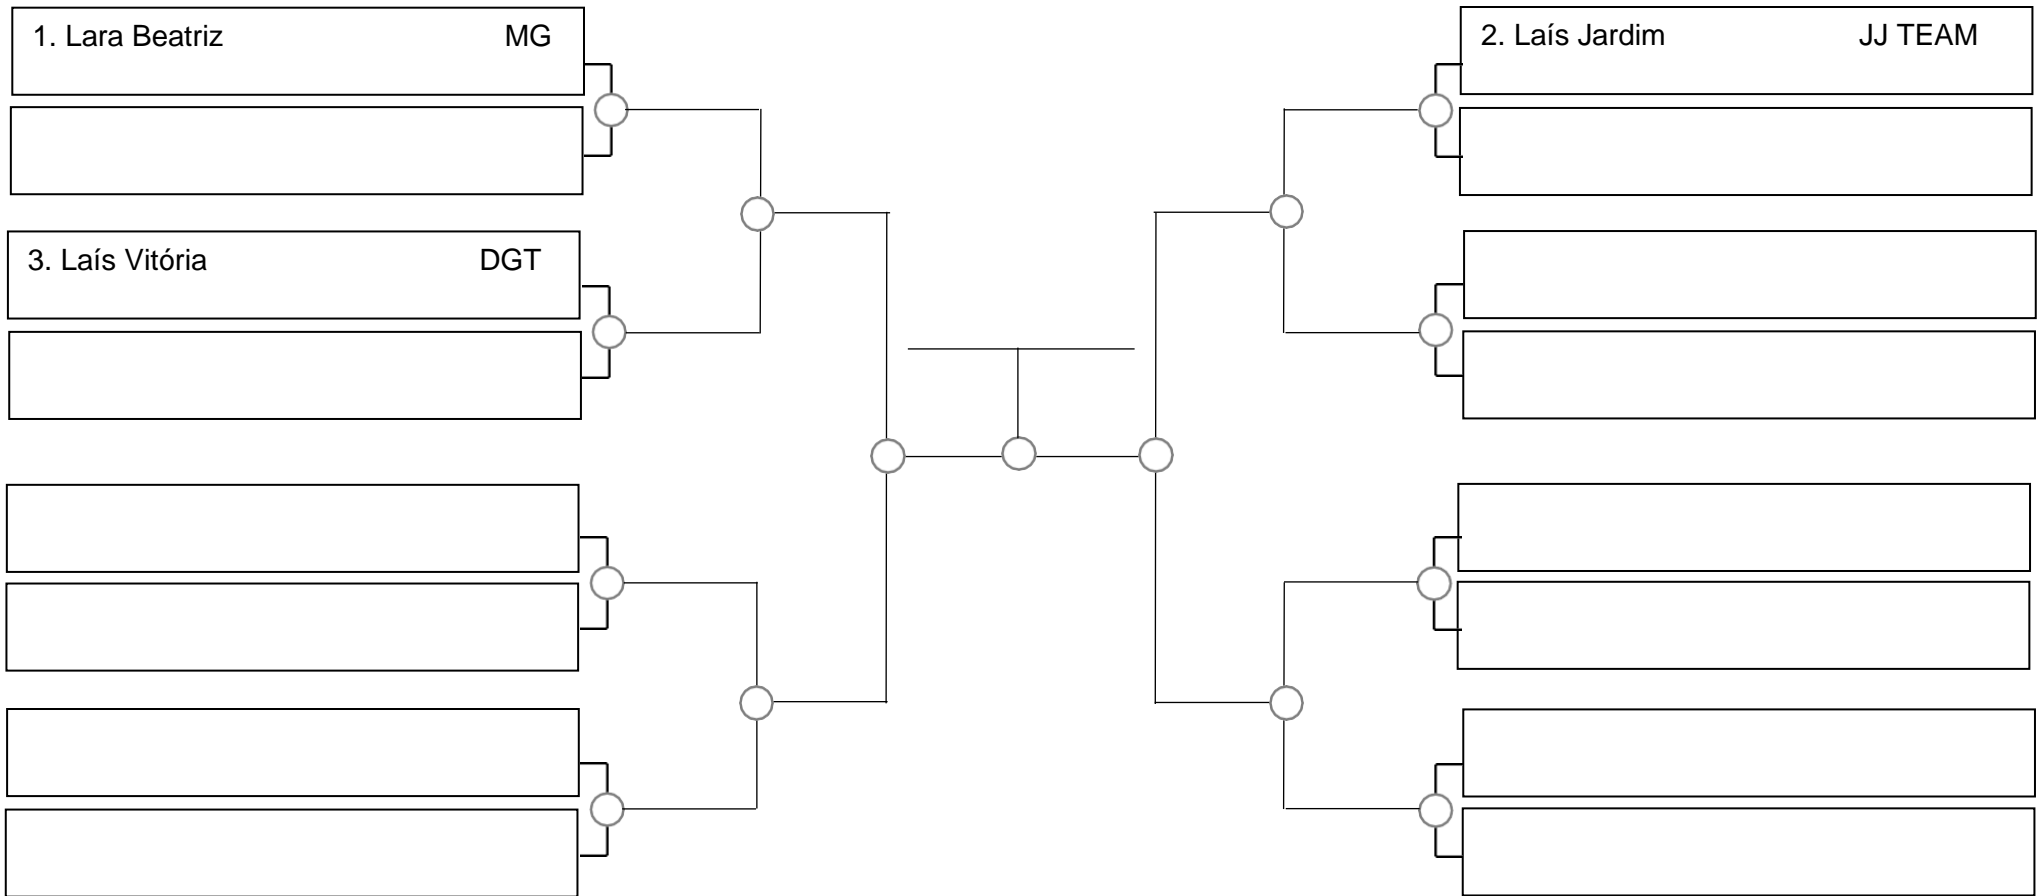 1. Lara Beatriz MG
3. Laís Vitória DGT
2. Laís Jardim JJ TEAM